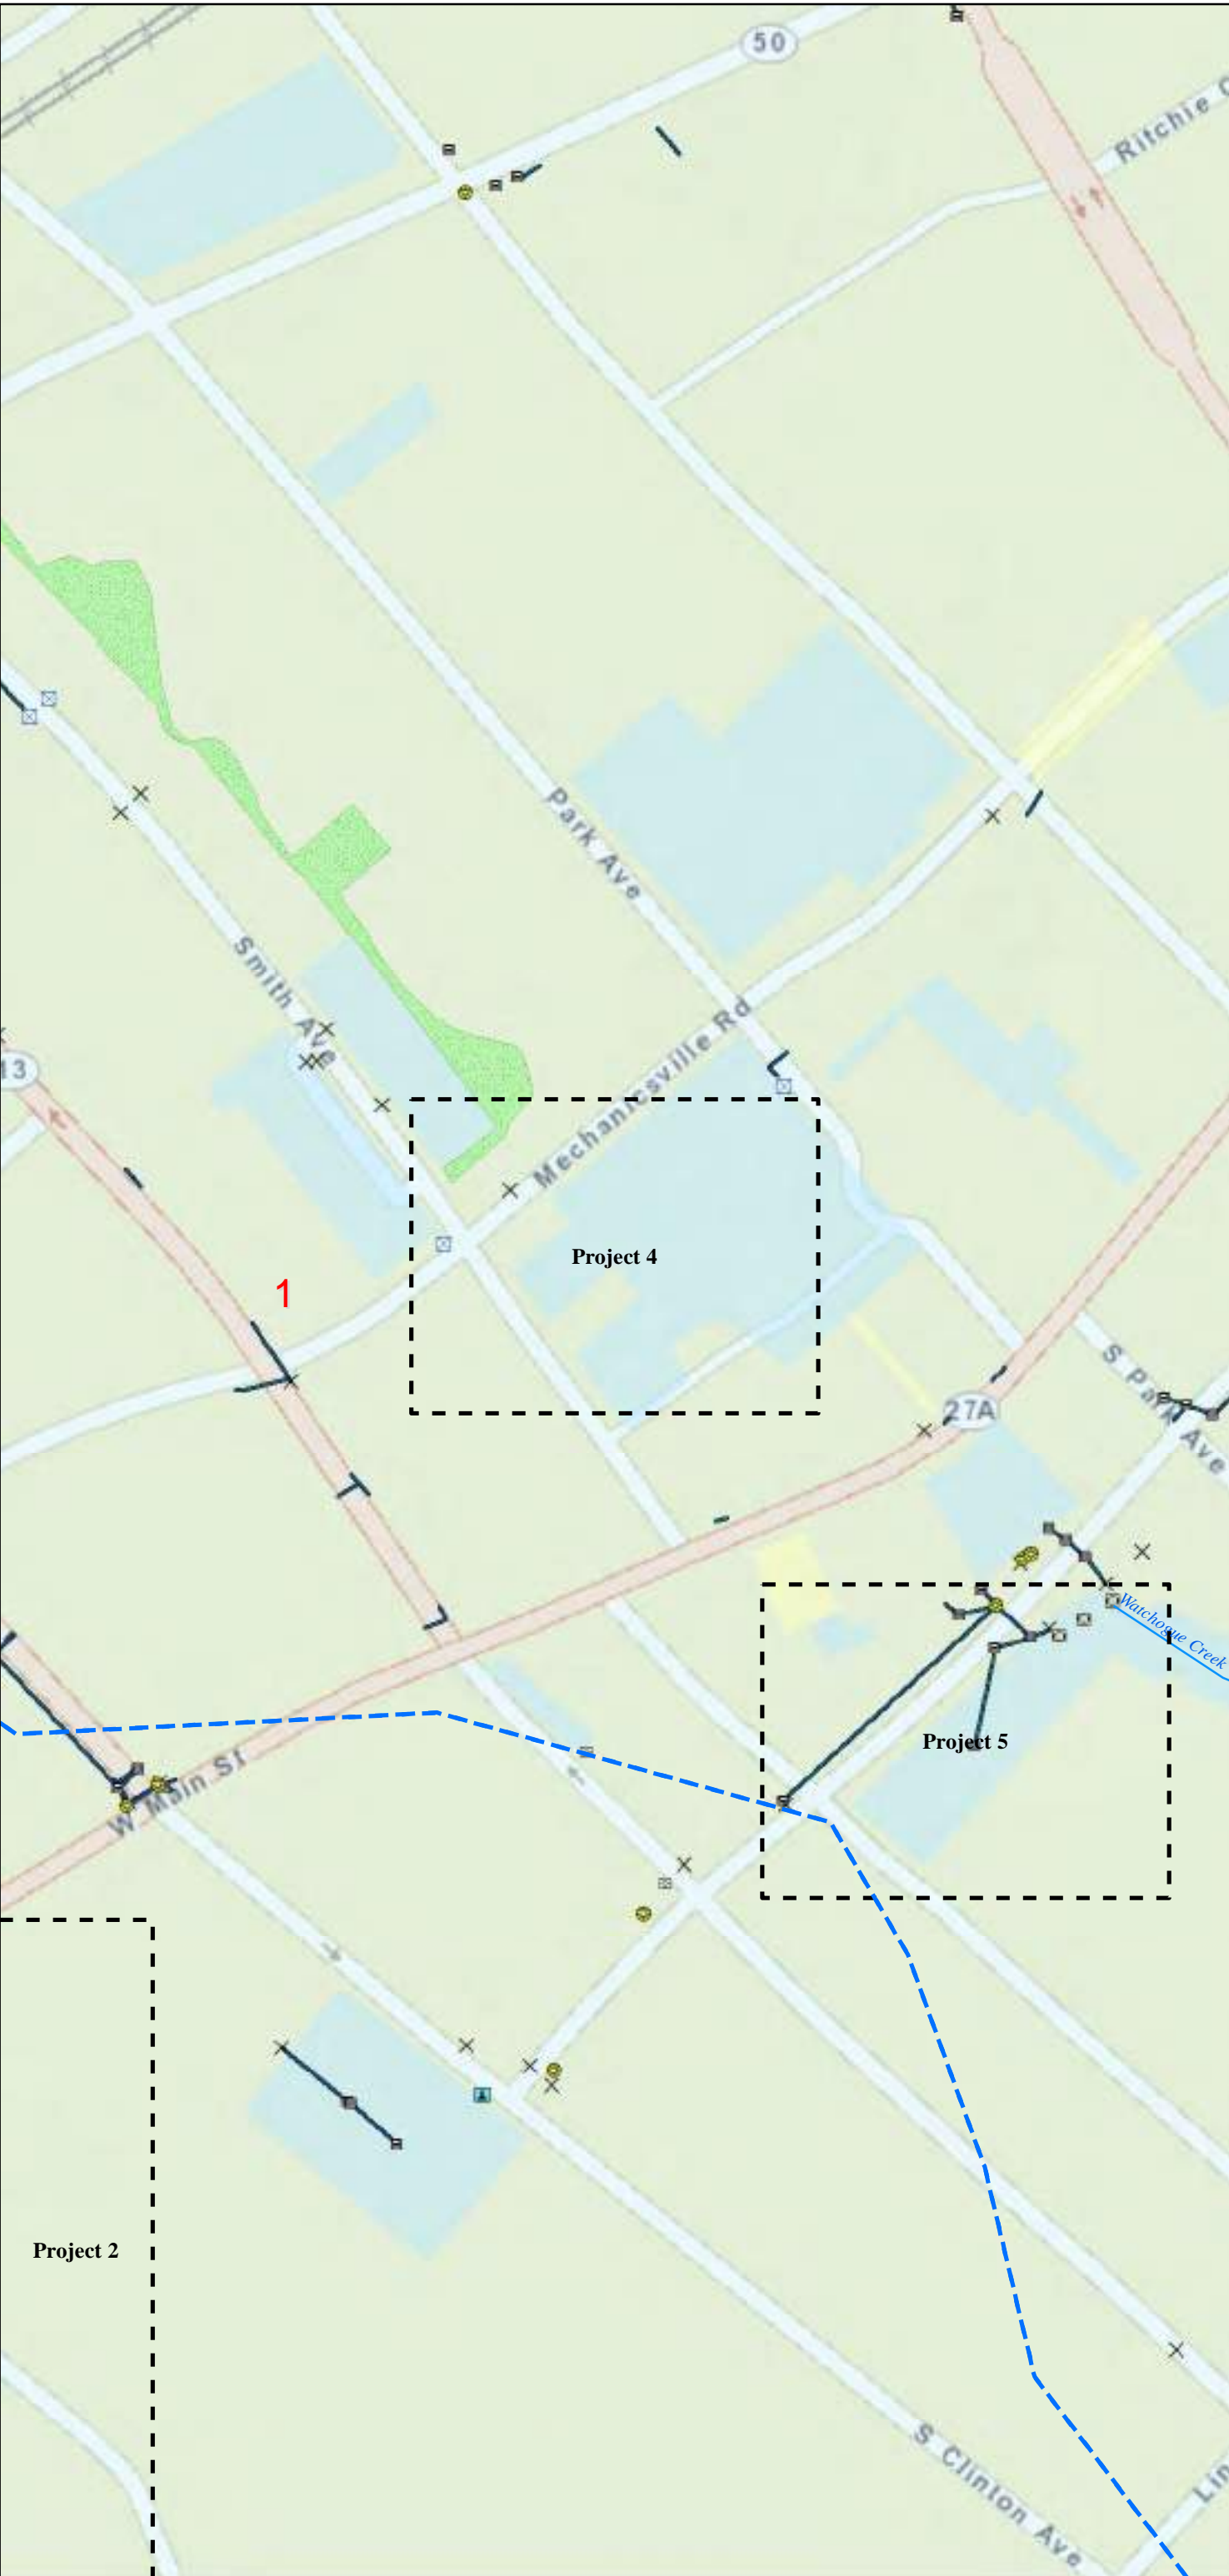 50
Ritchie
Park Ave
Smith Ave
Mechanicsville Rd
13
Project 4
1
S Park Ave
27A
Watchogue Creek
Project 5
W Main St
Project 2
S Clinton Ave